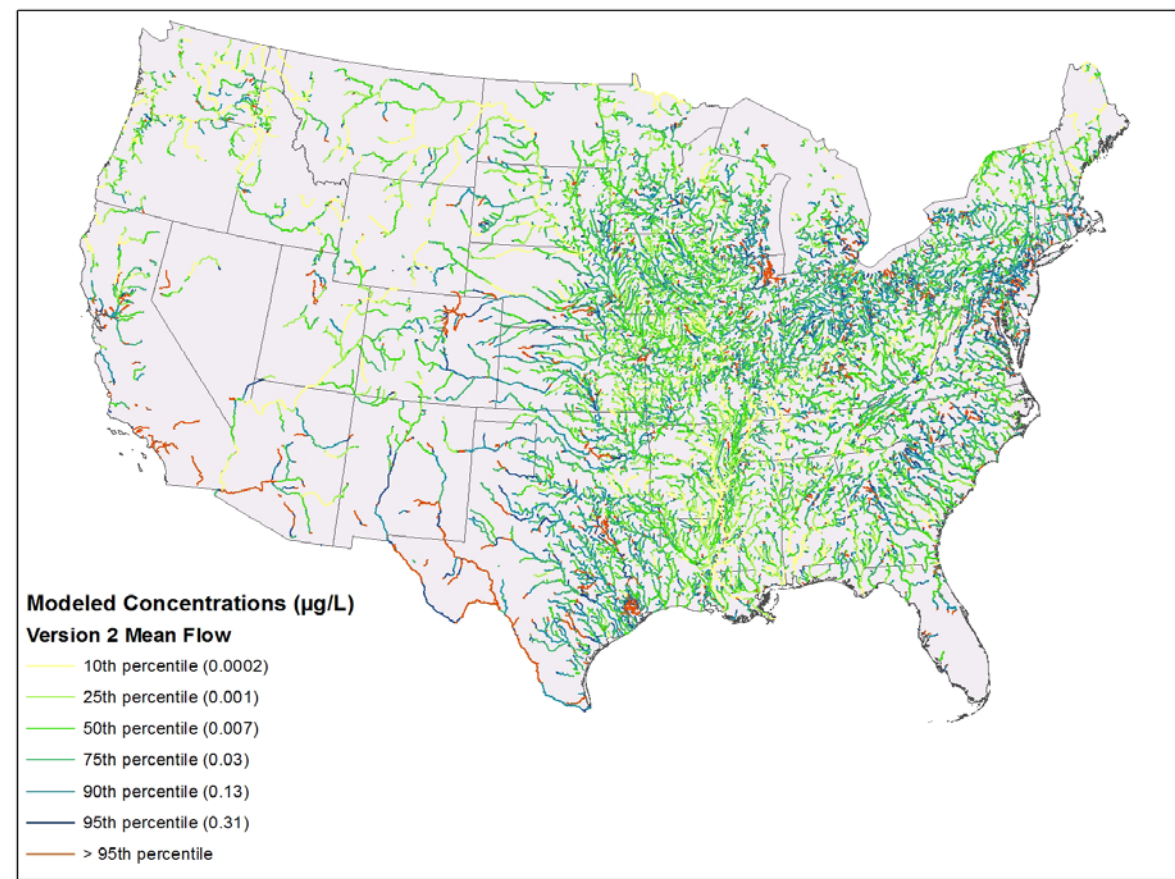 Modeled Concentrations (µg/L)
Version 2 Mean Flow
10th percentile (0.0002)
25th percentile (0.001)
50th percentile (0.007)
75th percentile (0.03)
90th percentile (0.13)
95th percentile (0.31)
> 95th percentile